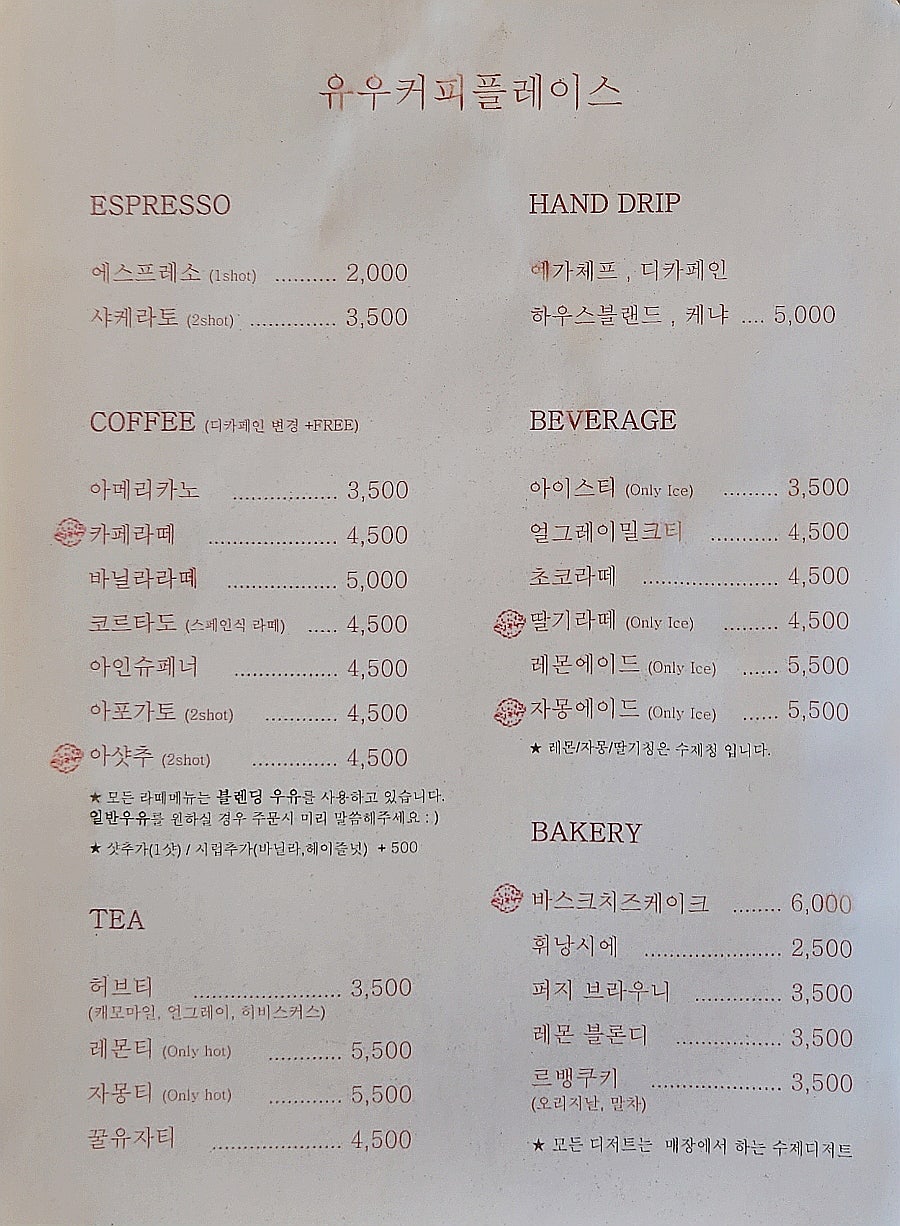 유우커피플레이스
ESPRESSO
에스프레소 (1shot) .......... 2,000
샤케라토 (2shot) .............. 3,500
COFFEE (디카페인 변경 +FREE)
아메리카노 ................. 3,500
카페라떼 ..................... 4,500
바닐라라떼 .................. 5,000
코르타도 (스페인식 라떼) ..... 4,500
아인슈페너 ................. 4,500
아포가토 (2shot) ............ 4,500
아샷추 (2shot) .............. 4,500
★ 모든 라떼메뉴는 블렌딩 우유를 사용하고 있습니다.
일반우유를 원하실 경우 주문시 미리 말씀해주세요 : )
★ 샷추가(1샷) / 시럽추가(바닐라,헤이즐넛) + 500
TEA
허브티 ........................ 3,500
(캐모마일, 얼그레이, 히비스커스)
레몬티 (Only hot) ............ 5,500
자몽티 (Only hot) ............ 5,500
꿀유자티 ..................... 4,500
HAND DRIP
예가체프 , 디카페인
하우스블랜드 , 케냐 .... 5,000
BEVERAGE
아이스티 (Only Ice) ......... 3,500
얼그레이밀크티 ........... 4,500
초코라떼 ...................... 4,500
딸기라떼 (Only Ice) ......... 4,500
레몬에이드 (Only Ice) ...... 5,500
자몽에이드 (Only Ice) ...... 5,500
★ 레몬/자몽/딸기청은 수제청 입니다.
BAKERY
바스크치즈케이크 ........ 6,000
휘낭시에 ....................... 2,500
퍼지 브라우니 .............. 3,500
레몬 블론디 ................. 3,500
르뱅쿠키 ..................... 3,500
(오리지날, 말차)
★ 모든 디저트는 매장에서 하는 수제디저트